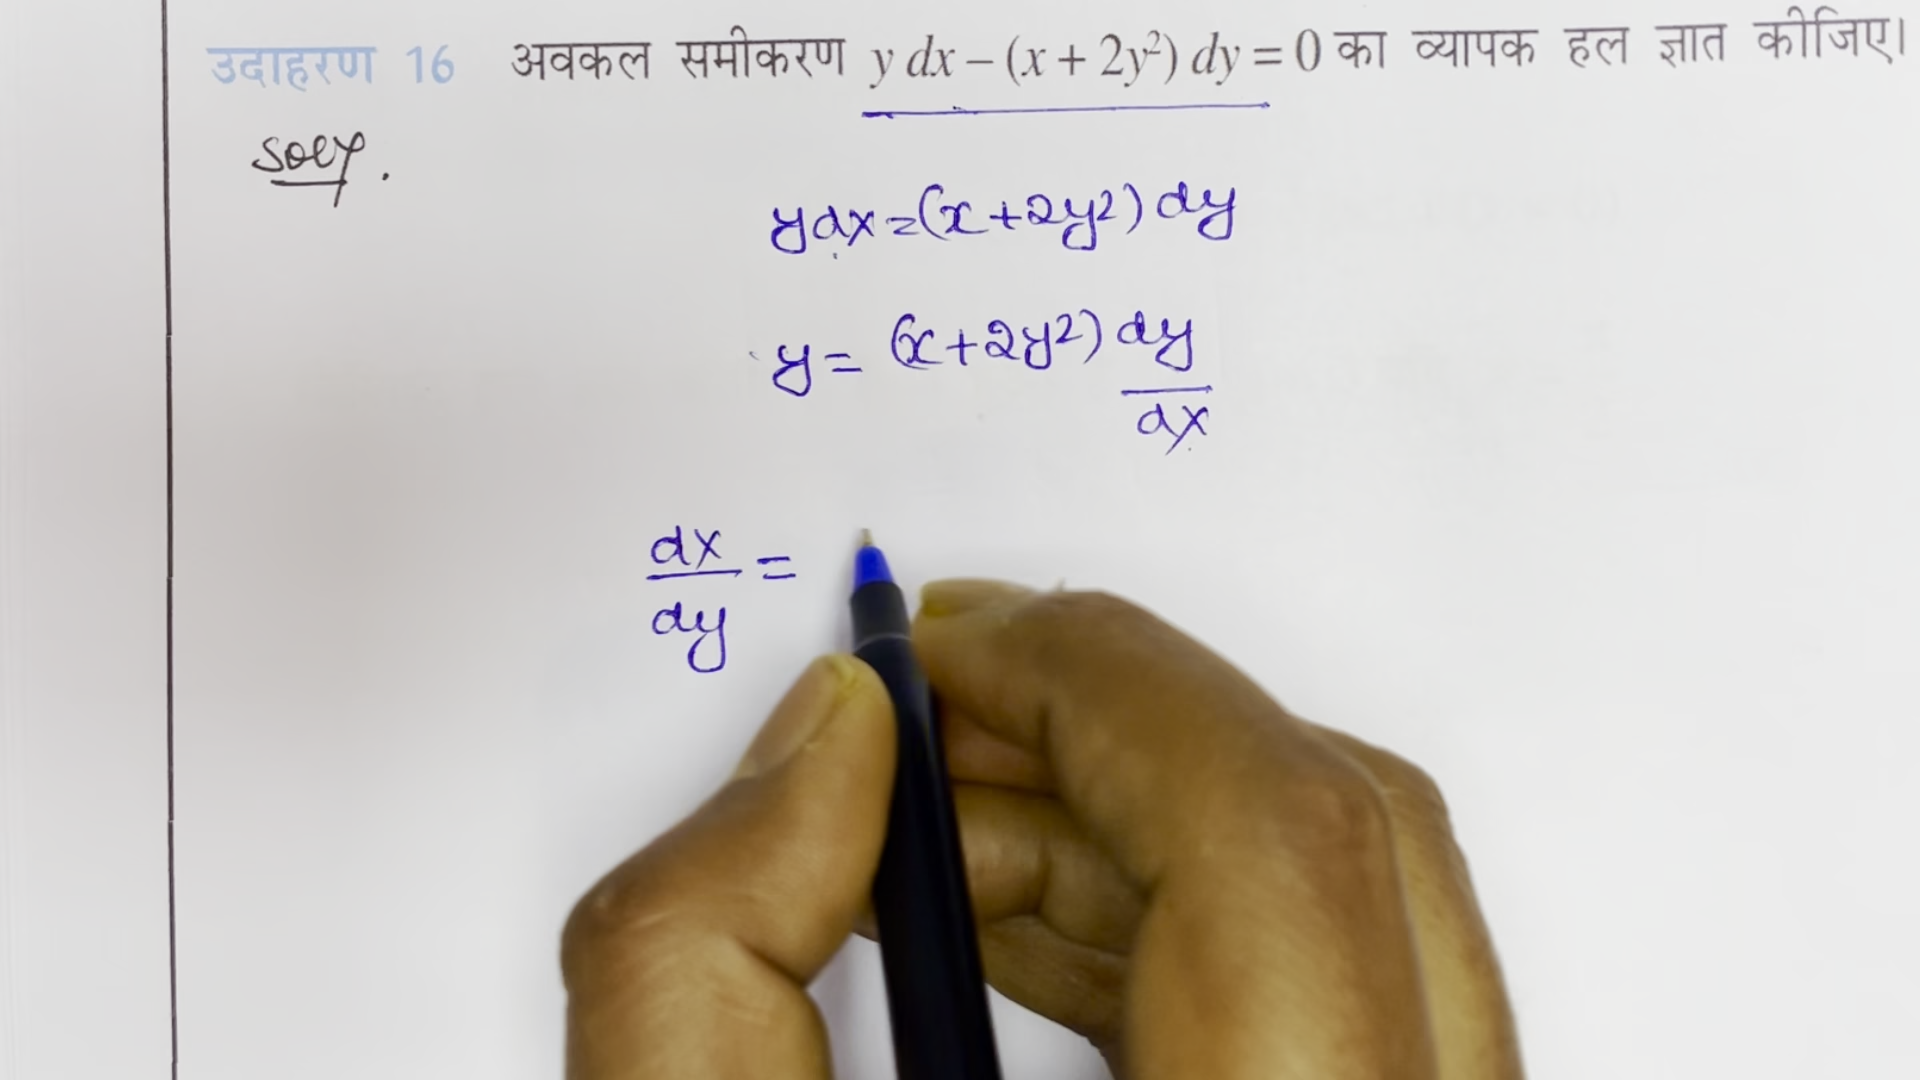 उदाहरण 16 अवकल समीकरण y dx – (x + 2y²) dy = 0 का व्यापक हल ज्ञात कीजिए।
Soln.
ydx=(x+2y²) dy
y= (x+2y²) dy/dx
dx/dy =